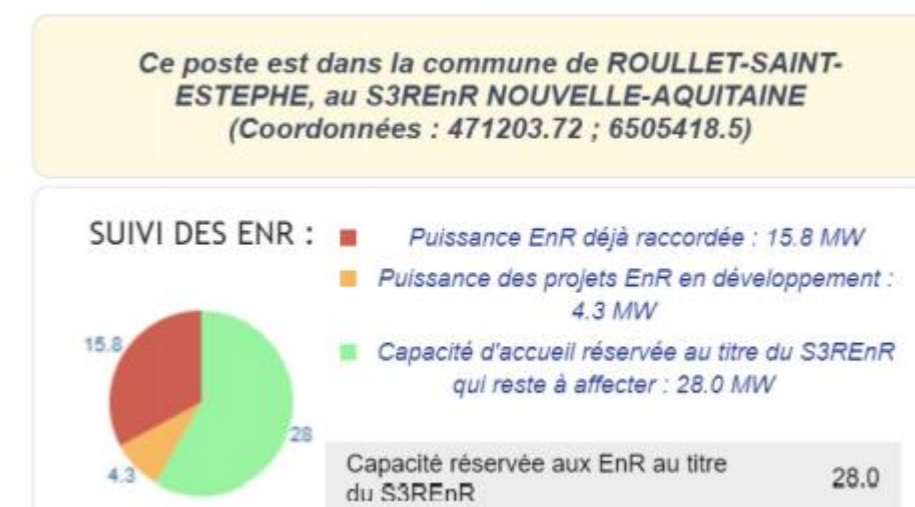 Ce poste est dans la commune de ROULLET-SAINT-
ESTEPHE, au S3REnR NOUVELLE-AQUITAINE
(Coordonnées : 471203.72 ; 6505418.5)
SUIVI DES ENR :
Puissance EnR déjà raccordée : 15.8 MW
Puissance des projets EnR en développement :
4.3 MW
Capacité d'accueil réservée au titre du S3REnR
qui reste à affecter : 28.0 MW
15.8
28
4.3
Capacité réservée aux EnR au titre
du S3REnR
28.0